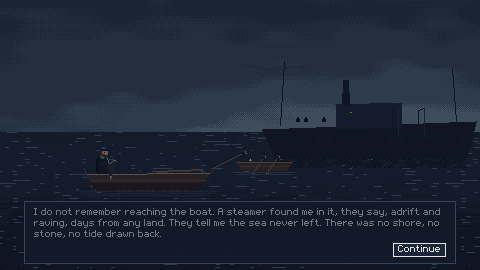 I do not remember reaching the boat. A steamer found me in it, they say, adrift and
raving, days from any land. They tell me the sea never left. There was no shore, no
stone, no tide drawn back.
Continue